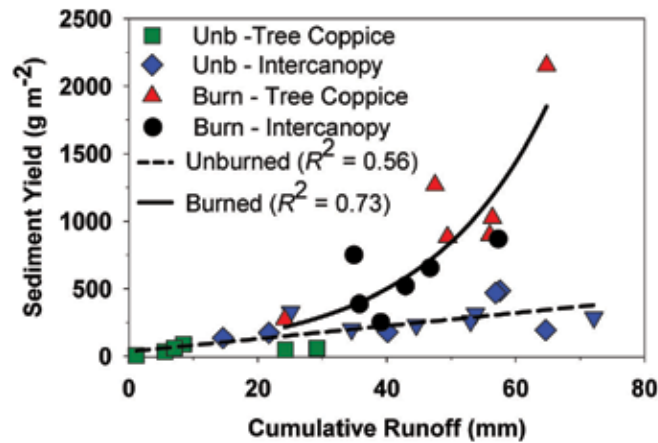 2500
2000
1500
1000
500
0
Sediment Yield (g m⁻²)
Unb -Tree Coppice
Unb - Intercanopy
Burn - Tree Coppice
Burn - Intercanopy
Unburned (R² = 0.56)
Burned (R² = 0.73)
0 20 40 60 80
Cumulative Runoff (mm)